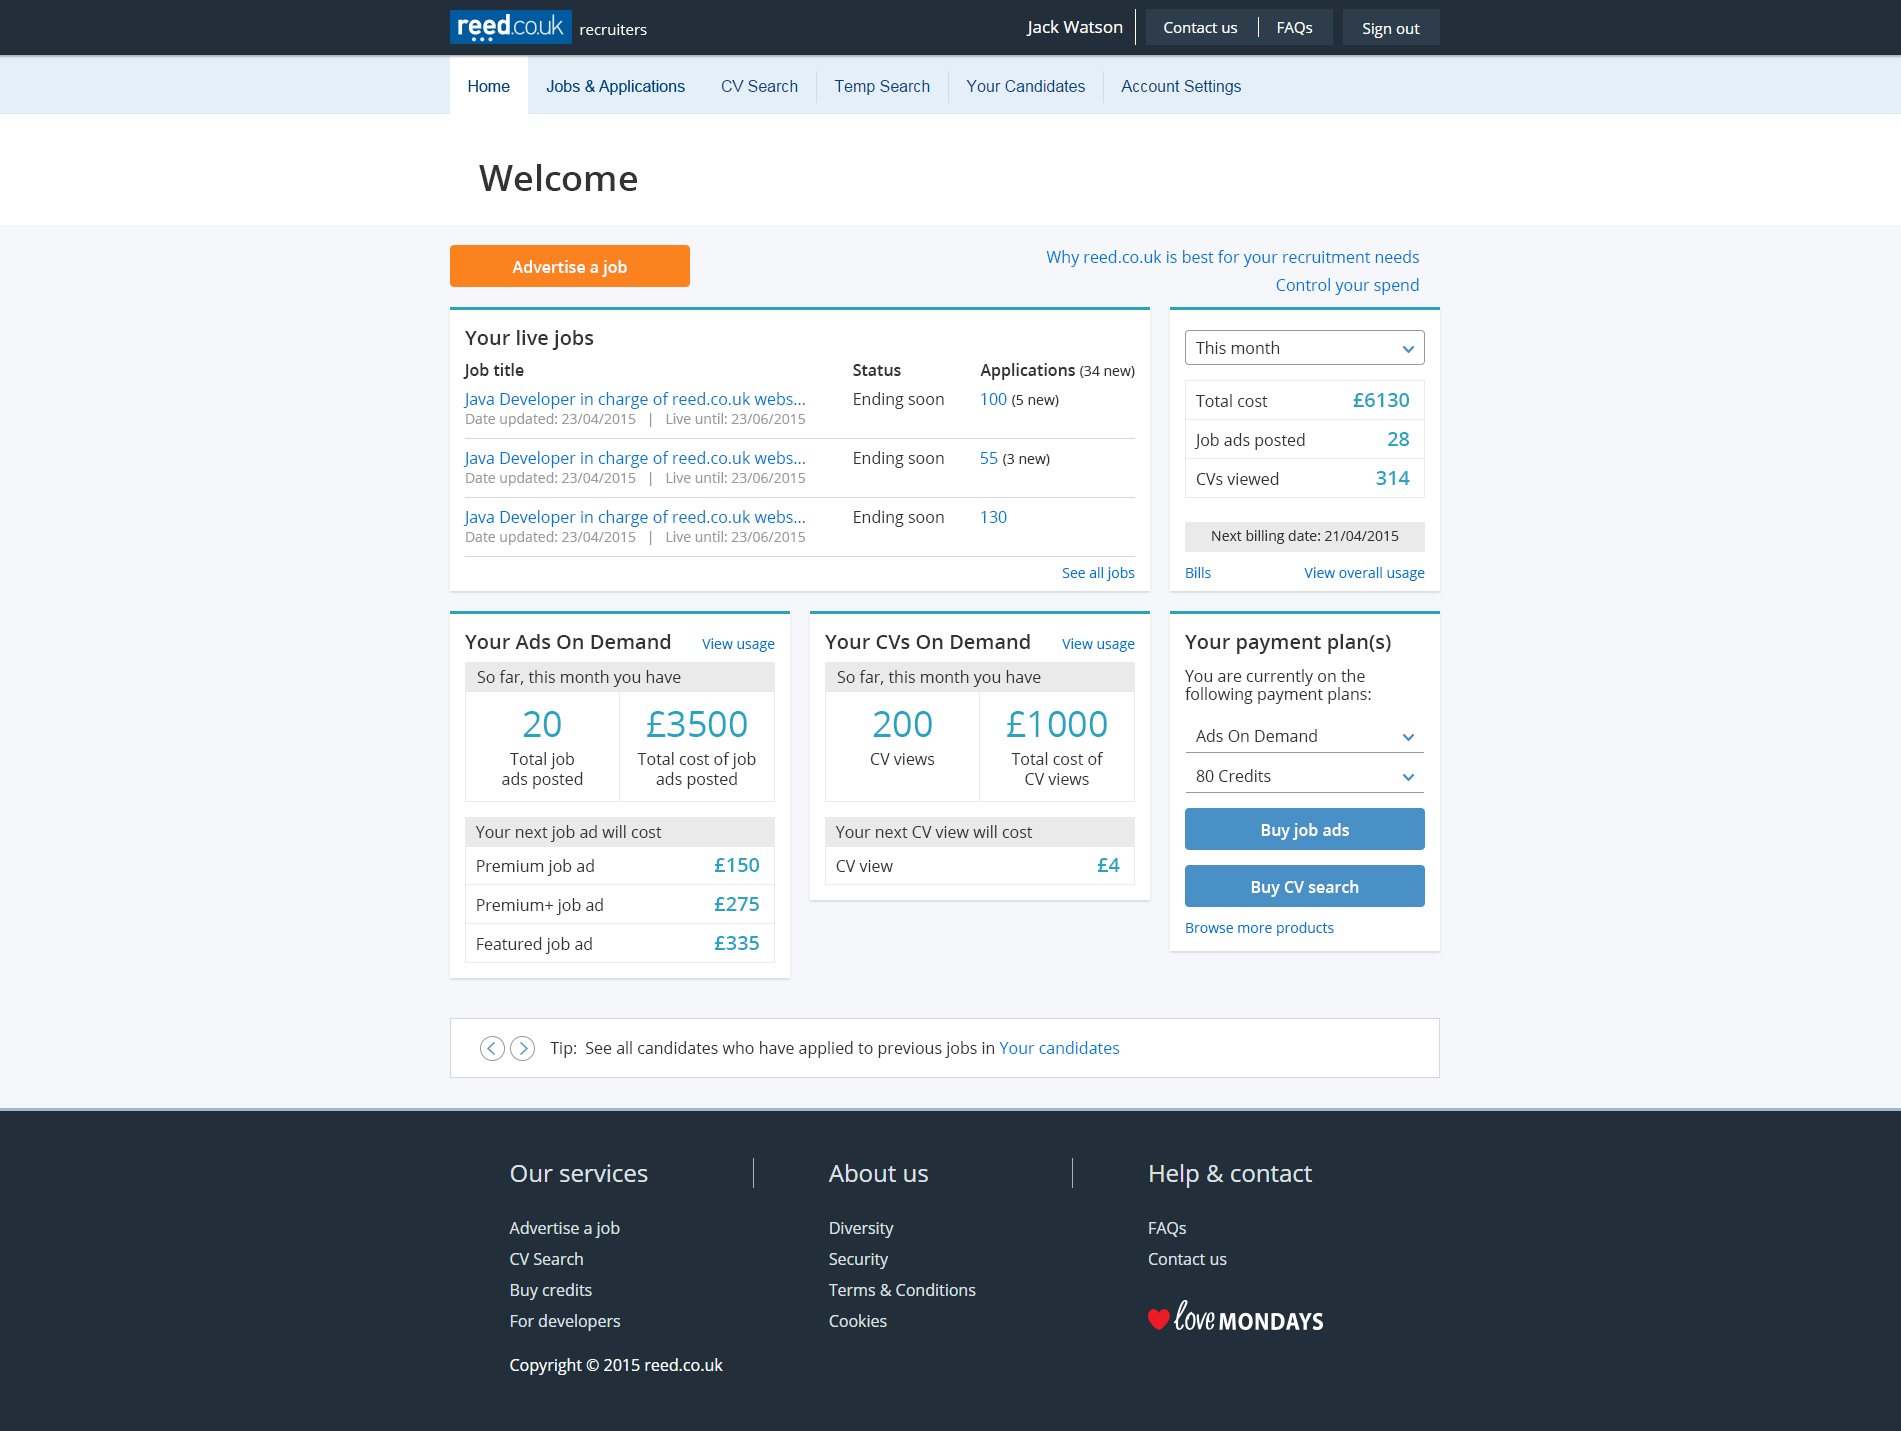 reed.co.uk recruiters
Jack Watson
Contact us
FAQs
Sign out
Home
Jobs & Applications
CV Search
Temp Search
Your Candidates
Account Settings
Welcome
Advertise a job
Why reed.co.uk is best for your recruitment needs
Control your spend
Your live jobs
Job title Status Applications (34 new)
Java Developer in charge of reed.co.uk webs... Ending soon 100 (5 new)
Date updated: 23/04/2015 | Live until: 23/06/2015
Java Developer in charge of reed.co.uk webs... Ending soon 55 (3 new)
Date updated: 23/04/2015 | Live until: 23/06/2015
Java Developer in charge of reed.co.uk webs... Ending soon 130
Date updated: 23/04/2015 | Live until: 23/06/2015
See all jobs
This month
Total cost £6130
Job ads posted 28
CVs viewed 314
Next billing date: 21/04/2015
Bills View overall usage
Your Ads On Demand View usage
So far, this month you have
20
Total job
ads posted
£3500
Total cost of job
ads posted
Your next job ad will cost
Premium job ad £150
Premium+ job ad £275
Featured job ad £335
Your CVs On Demand View usage
So far, this month you have
200
CV views
£1000
Total cost of
CV views
Your next CV view will cost
CV view £4
Your payment plan(s)
You are currently on the
following payment plans:
Ads On Demand
80 Credits
Buy job ads
Buy CV search
Browse more products
Tip: See all candidates who have applied to previous jobs in Your candidates
Our services
Advertise a job
CV Search
Buy credits
For developers
About us
Diversity
Security
Terms & Conditions
Cookies
Help & contact
FAQs
Contact us
love MONDAYS
Copyright © 2015 reed.co.uk